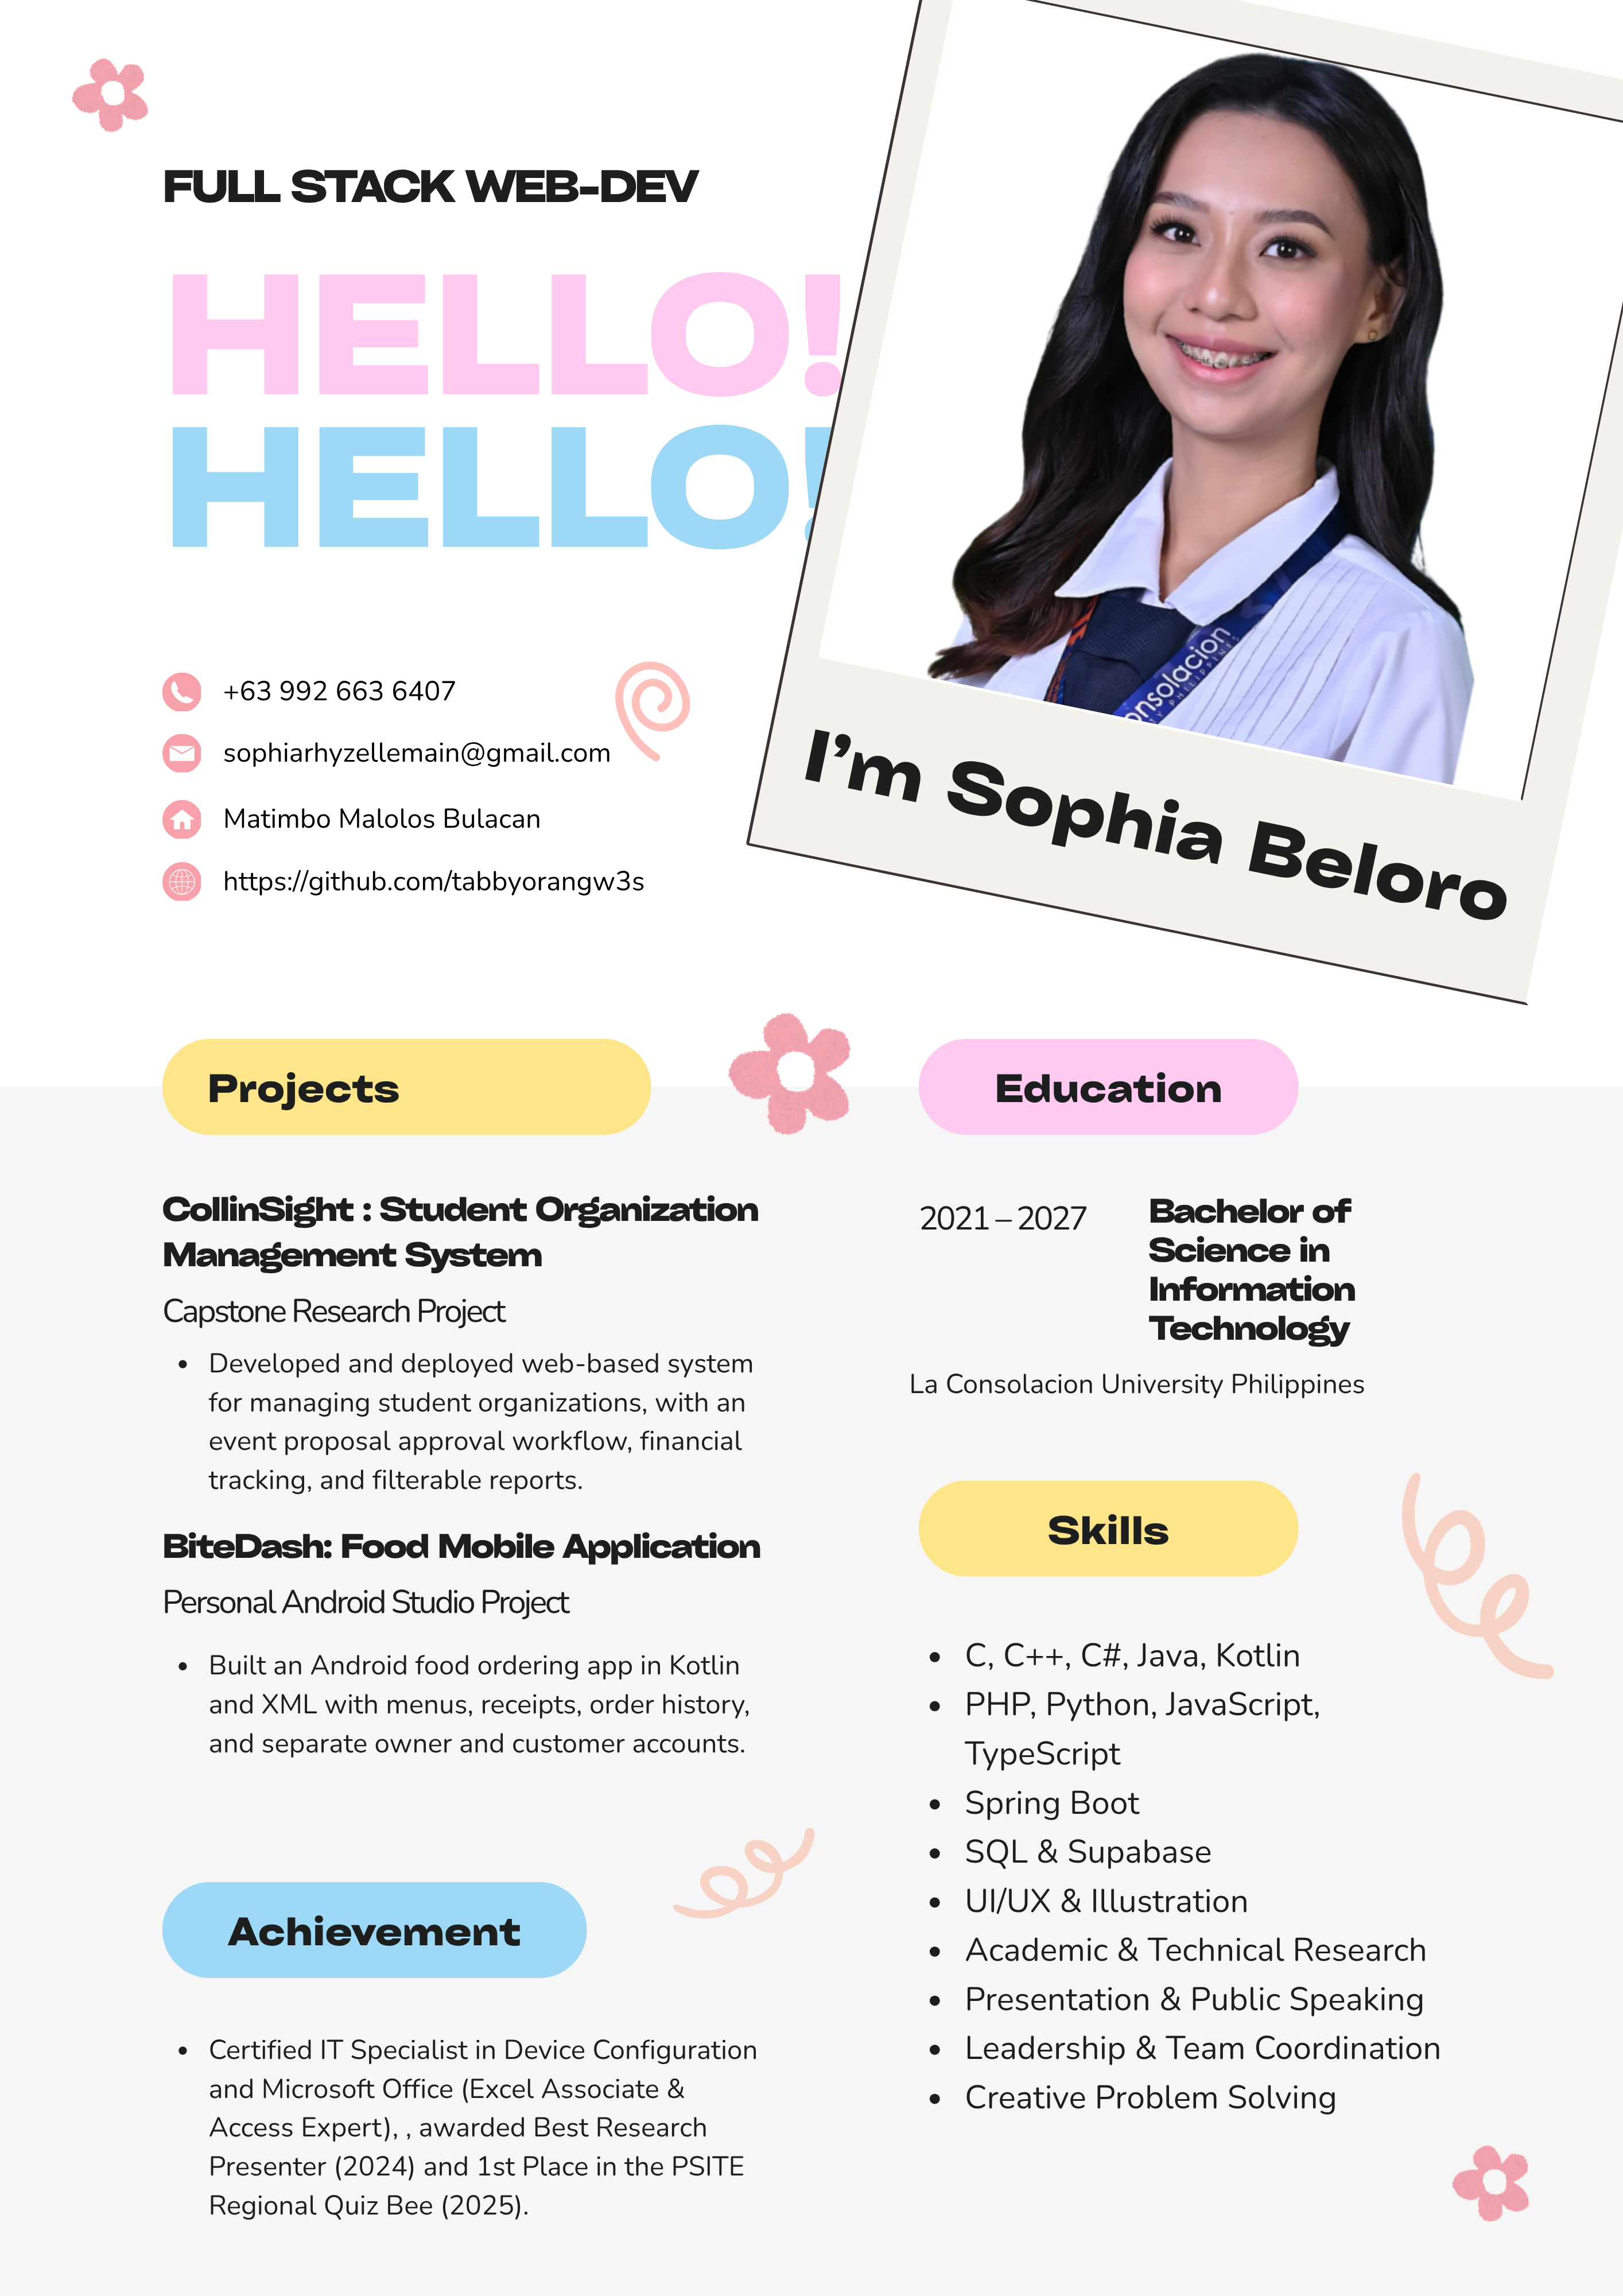 FULL STACK WEB-DEV
HELLO!
HELLO!
+63 992 663 6407
sophiarhyzellemain@gmail.com
Matimbo Malolos Bulacan
https://github.com/tabbyorangw3s
onsolacion
PHILIPPINES
I'm Sophia Beloro
Projects
CollinSight : Student Organization
Management System
Capstone Research Project
• Developed and deployed web-based system
for managing student organizations, with an
event proposal approval workflow, financial
tracking, and filterable reports.
BiteDash: Food Mobile Application
Personal Android Studio Project
• Built an Android food ordering app in Kotlin
and XML with menus, receipts, order history,
and separate owner and customer accounts.
Achievement
• Certified IT Specialist in Device Configuration
and Microsoft Office (Excel Associate &
Access Expert), , awarded Best Research
Presenter (2024) and 1st Place in the PSITE
Regional Quiz Bee (2025).
Education
2021 – 2027
Bachelor of
Science in
Information
Technology
La Consolacion University Philippines
Skills
• C, C++, C#, Java, Kotlin
• PHP, Python, JavaScript,
TypeScript
• Spring Boot
• SQL & Supabase
• UI/UX & Illustration
• Academic & Technical Research
• Presentation & Public Speaking
• Leadership & Team Coordination
• Creative Problem Solving